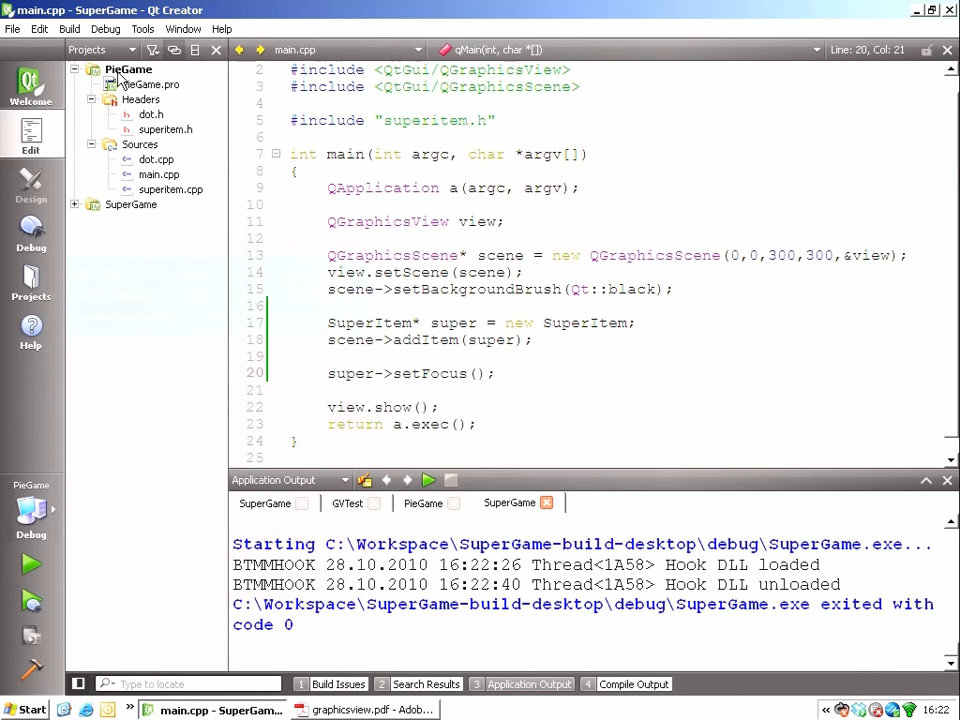 main.cpp - SuperGame - Qt Creator
File Edit Build Debug Tools Window Help
Projects main.cpp qMain(int, char *[]) Line: 20, Col: 21
Welcome
Edit
Design
Debug
Projects
Help
PieGame
Debug
PieGame
PieGame.pro
Headers
dot.h
superitem.h
Sources
dot.cpp
main.cpp
superitem.cpp
SuperGame
2 #include <QtGui/QGraphicsView>
3 #include <QtGui/QGraphicsScene>
4
5 #include "superitem.h"
6
7 int main(int argc, char *argv[])
8 {
9 QApplication a(argc, argv);
10
11 QGraphicsView view;
12
13 QGraphicsScene* scene = new QGraphicsScene(0,0,300,300,&view);
14 view.setScene(scene);
15 scene->setBackgroundBrush(Qt::black);
16
17 SuperItem* super = new SuperItem;
18 scene->addItem(super);
19
20 super->setFocus();
21
22 view.show();
23 return a.exec();
24 }
25
Application Output
SuperGame GVTest PieGame SuperGame
Starting C:\Workspace\SuperGame-build-desktop\debug\SuperGame.exe...
BTMMHOOK 28.10.2010 16:22:26 Thread<1A58> Hook DLL loaded
BTMMHOOK 28.10.2010 16:22:40 Thread<1A58> Hook DLL unloaded
C:\Workspace\SuperGame-build-desktop\debug\SuperGame.exe exited with
code 0
Type to locate 1 Build Issues 2 Search Results 3 Application Output 4 Compile Output
Start main.cpp - SuperGam... graphicsview.pdf - Adob... 16:22